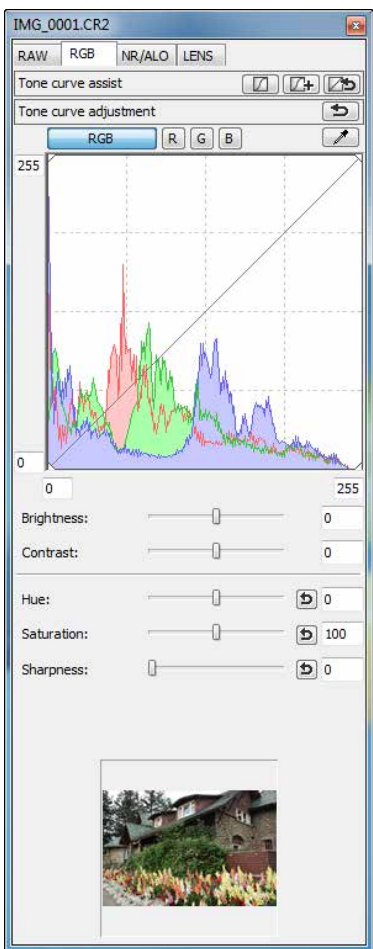 IMG_0001.CR2
RAW RGB NR/ALO LENS
Tone curve assist
Tone curve adjustment
RGB R G B
255
0
0 255
Brightness: 0
Contrast: 0
Hue: 0
Saturation: 100
Sharpness: 0